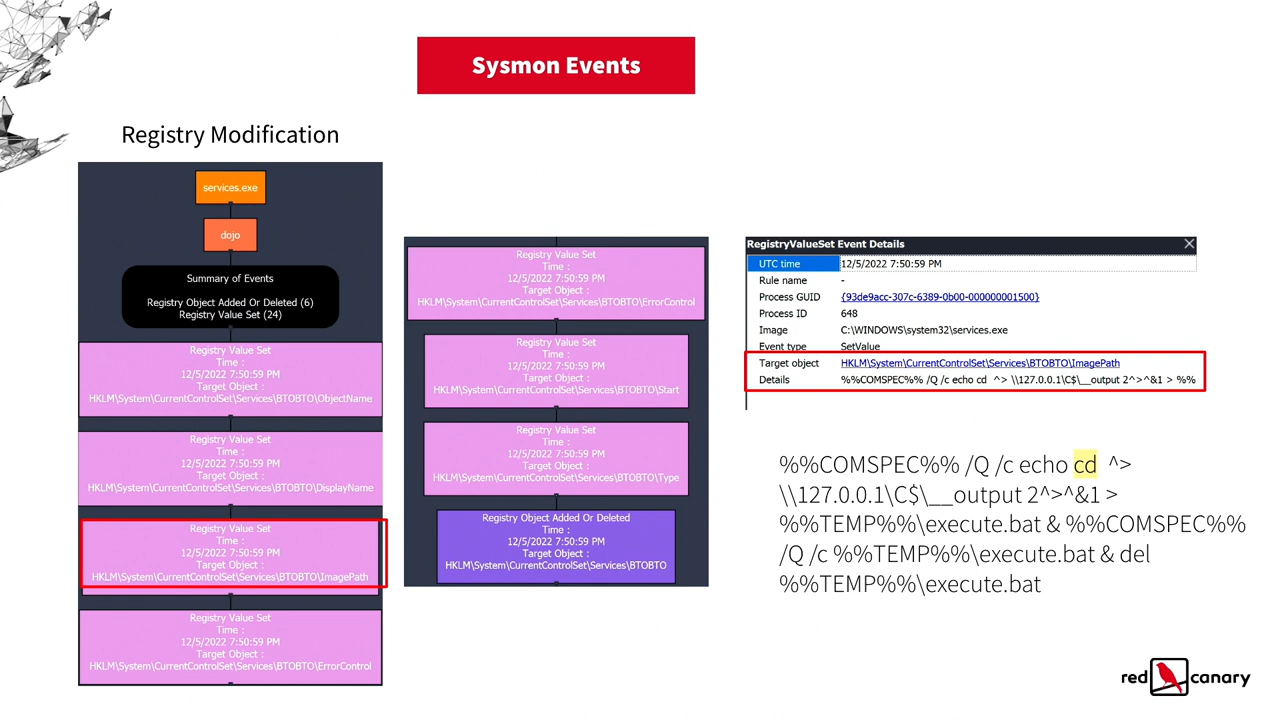 Sysmon Events
Registry Modification
services.exe
dojo
Summary of Events
Registry Object Added Or Deleted (6)
Registry Value Set (24)
Registry Value Set
Time :
12/5/2022 7:50:59 PM
Target Object :
HKLM\System\CurrentControlSet\Services\BTOBTO\ObjectName
Registry Value Set
Time :
12/5/2022 7:50:59 PM
Target Object :
HKLM\System\CurrentControlSet\Services\BTOBTO\DisplayName
Registry Value Set
Time :
12/5/2022 7:50:59 PM
Target Object :
HKLM\System\CurrentControlSet\Services\BTOBTO\ImagePath
Registry Value Set
Time :
12/5/2022 7:50:59 PM
Target Object :
HKLM\System\CurrentControlSet\Services\BTOBTO\ErrorControl
Registry Value Set
Time :
12/5/2022 7:50:59 PM
Target Object :
HKLM\System\CurrentControlSet\Services\BTOBTO\ErrorControl
Registry Value Set
Time :
12/5/2022 7:50:59 PM
Target Object :
HKLM\System\CurrentControlSet\Services\BTOBTO\Start
Registry Value Set
Time :
12/5/2022 7:50:59 PM
Target Object :
HKLM\System\CurrentControlSet\Services\BTOBTO\Type
Registry Object Added Or Deleted
Time :
12/5/2022 7:50:59 PM
Target Object :
HKLM\System\CurrentControlSet\Services\BTOBTO
RegistryValueSet Event Details
UTC time 12/5/2022 7:50:59 PM
Rule name -
Process GUID {93de9acc-307c-6389-0b00-000000001500}
Process ID 648
Image C:\WINDOWS\system32\services.exe
Event type SetValue
Target object HKLM\System\CurrentControlSet\Services\BTOBTO\ImagePath
Details %%COMSPEC%% /Q /c echo cd ^> \\127.0.0.1\C$\__output 2^>^&1 > %%
%%COMSPEC%% /Q /c echo cd ^>
\\127.0.0.1\C$\__output 2^>^&1 >
%%TEMP%%\execute.bat & %%COMSPEC%%
/Q /c %%TEMP%%\execute.bat & del
%%TEMP%%\execute.bat
red canary